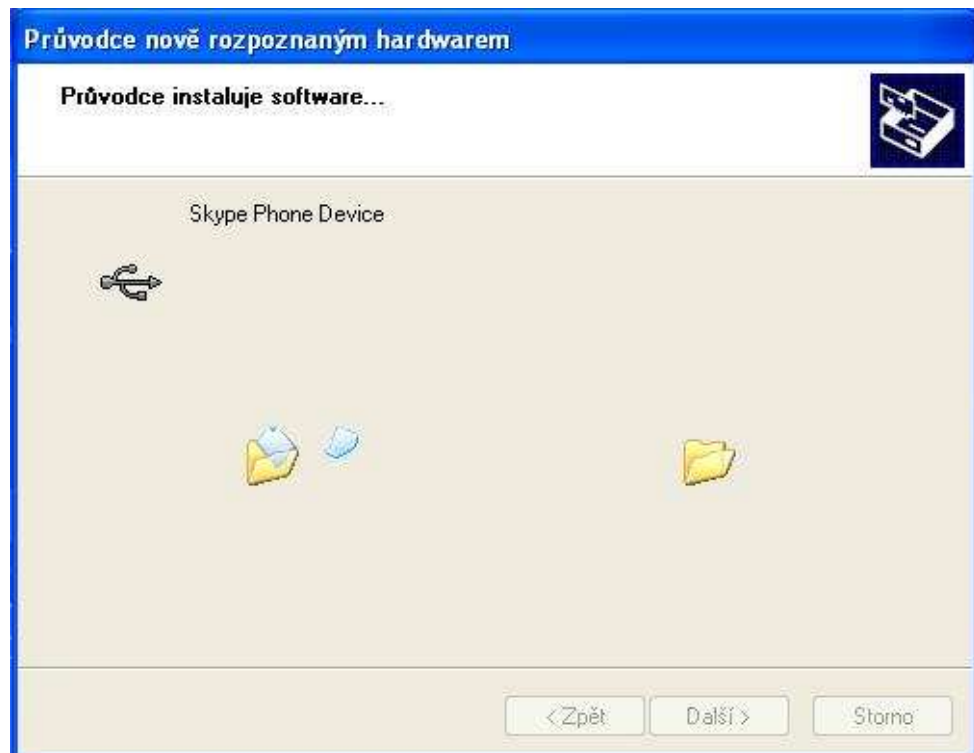 Průvodce nově rozpoznaným hardwarem
Průvodce instaluje software...
Skype Phone Device
< Zpět
Další >
Storno